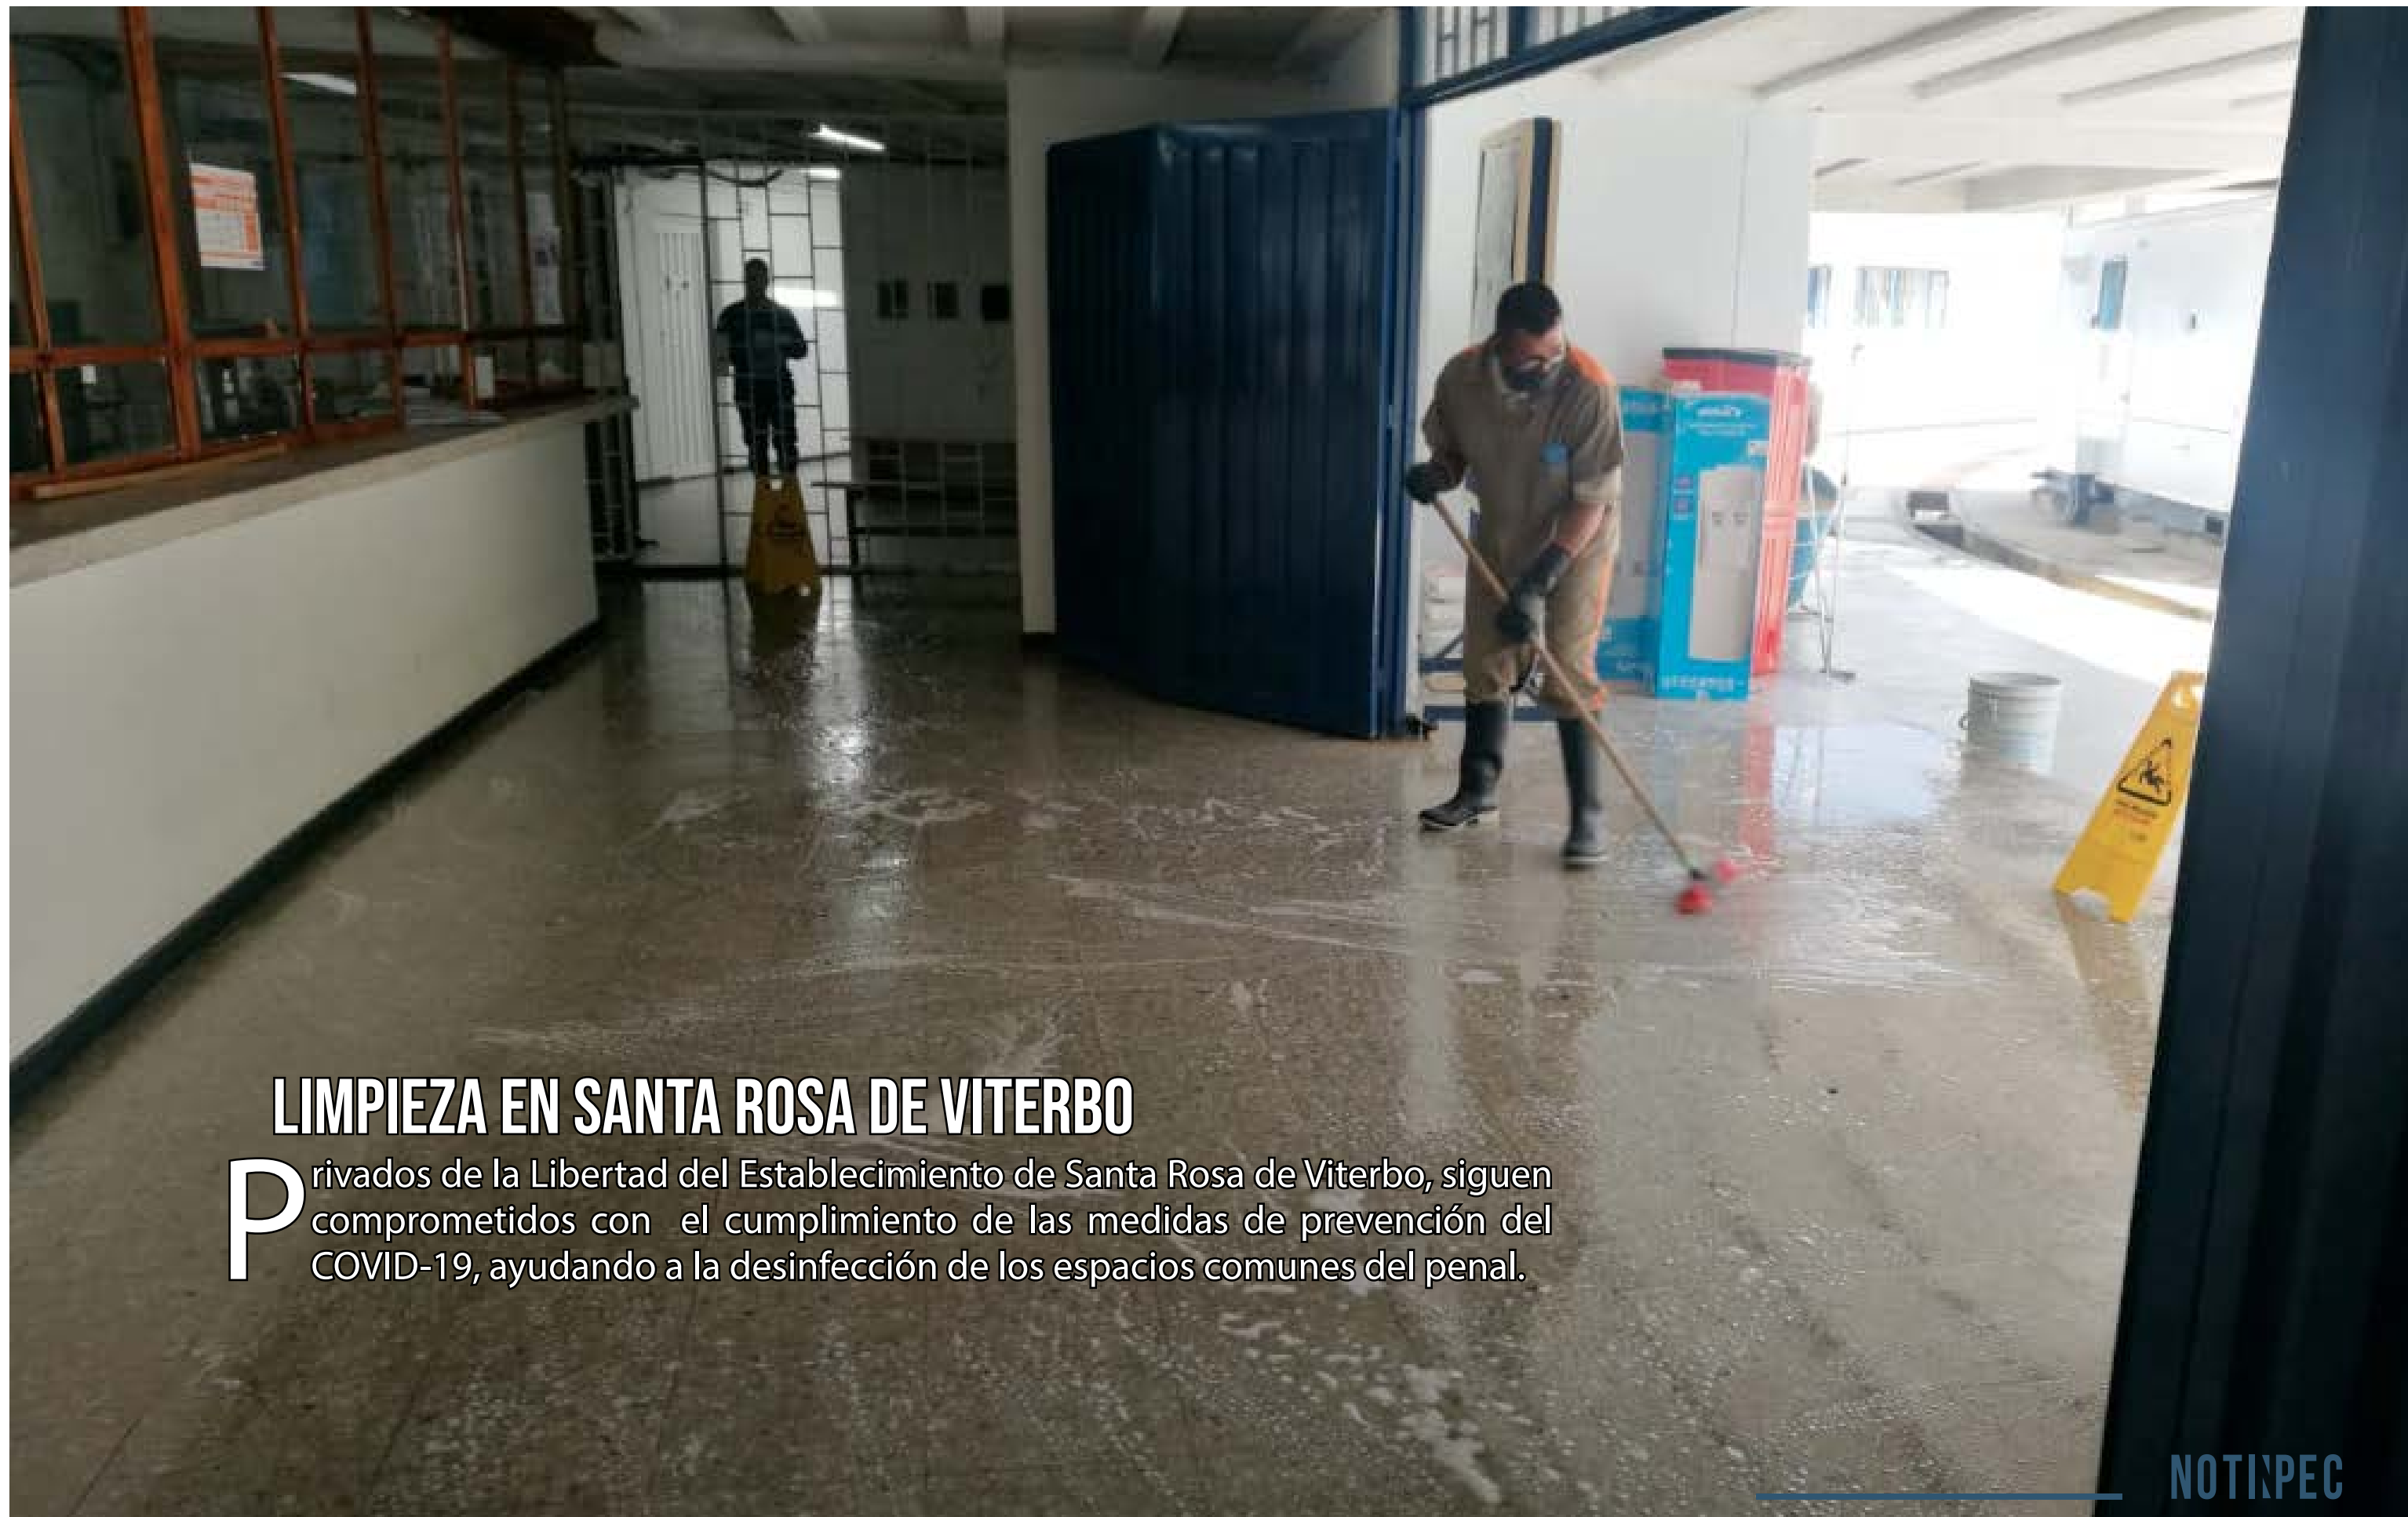 LIMPIEZA EN SANTA ROSA DE VITERBO
Privados de la Libertad del Establecimiento de Santa Rosa de Viterbo, siguen
comprometidos con el cumplimiento de las medidas de prevención del
COVID-19, ayudando a la desinfección de los espacios comunes del penal.
NOTINPEC